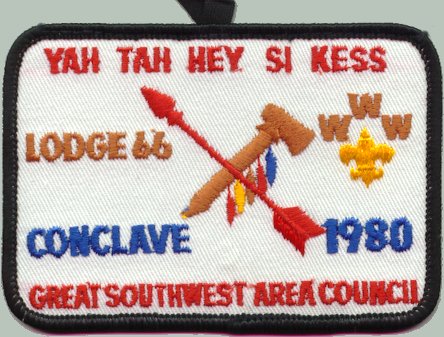 YAH TAH HEY SI KESS
LODGE 66
WWW
CONCLAVE 1980
GREAT SOUTHWEST AREA COUNCIL